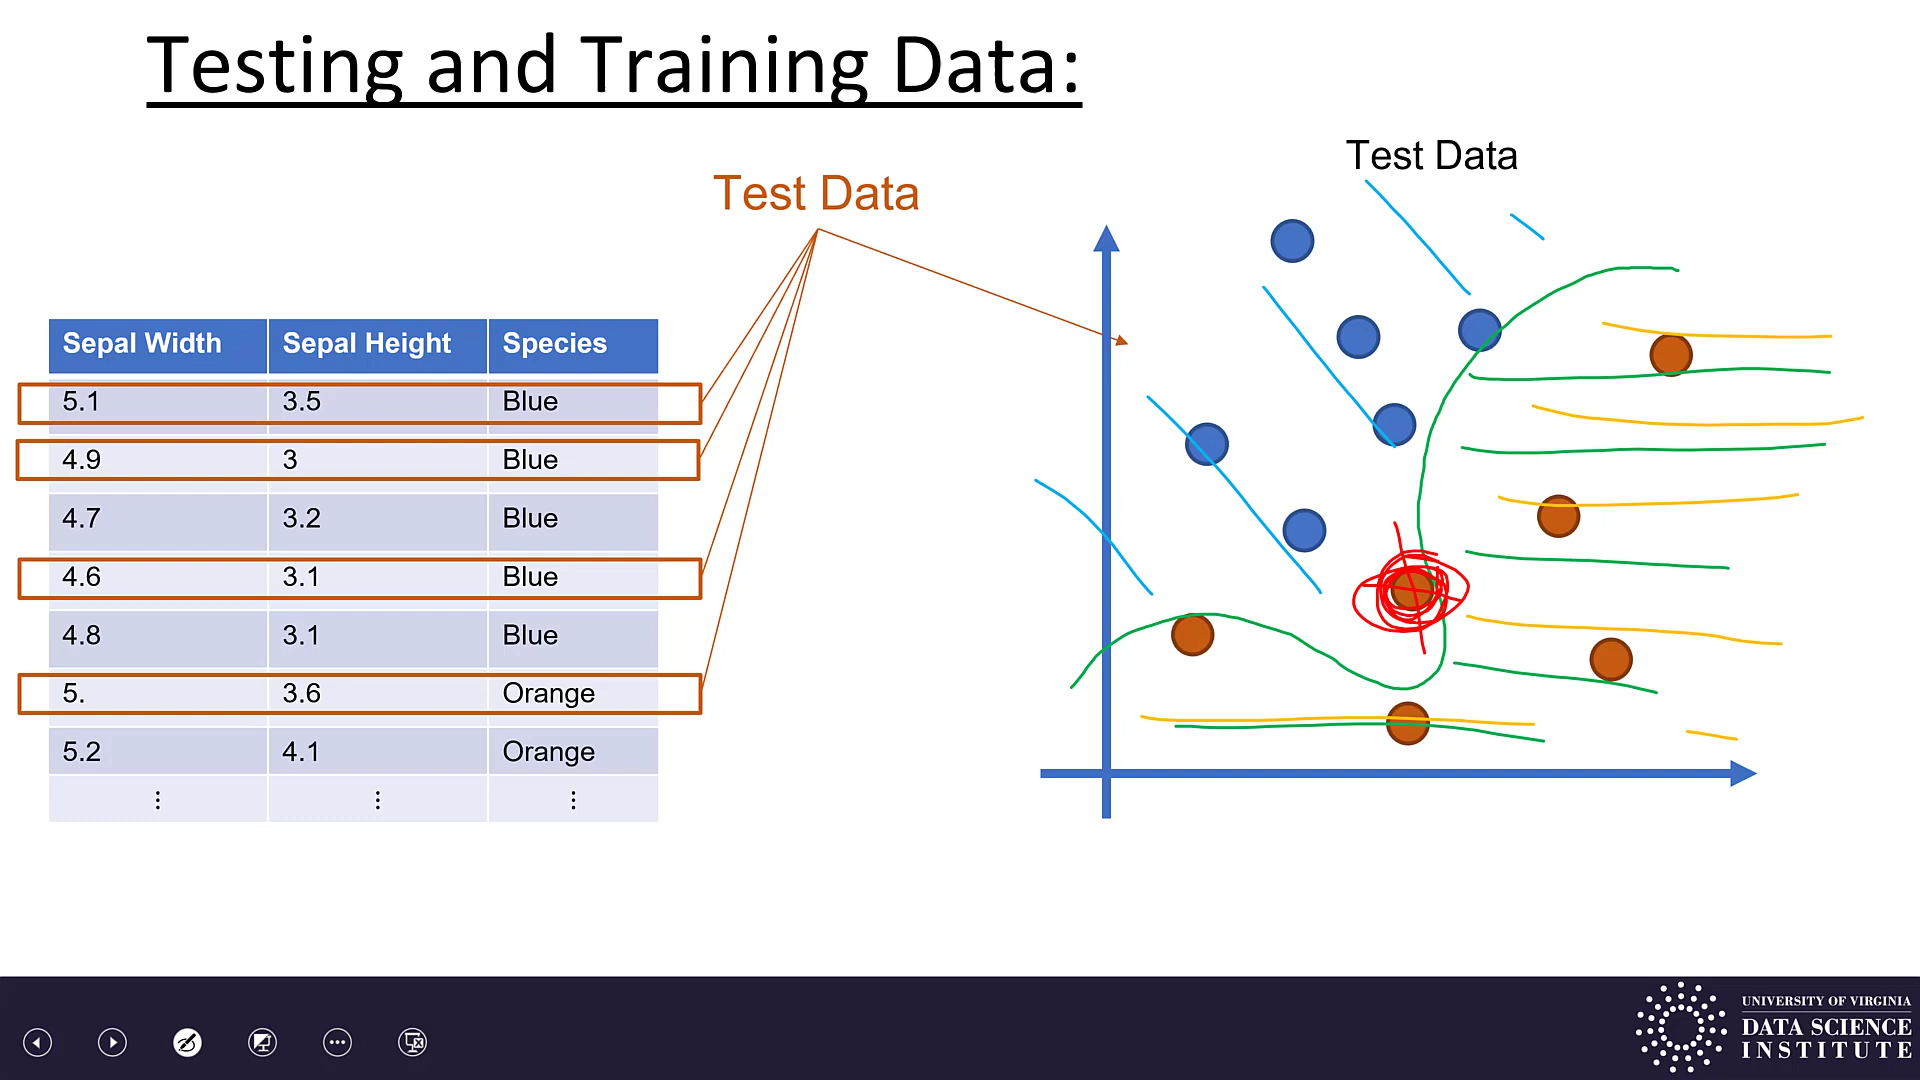 Testing and Training Data:
Test Data
Test Data
Sepal Width Sepal Height Species
5.1 3.5 Blue
4.9 3 Blue
4.7 3.2 Blue
4.6 3.1 Blue
4.8 3.1 Blue
5. 3.6 Orange
5.2 4.1 Orange
⋮ ⋮ ⋮
UNIVERSITY OF VIRGINIA
DATA SCIENCE
INSTITUTE